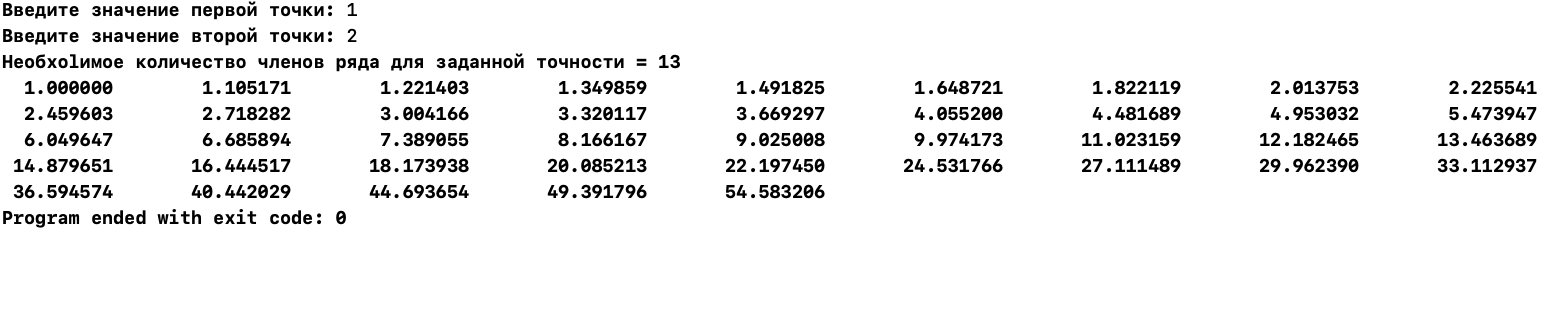 Введите значение первой точки: 1
Введите значение второй точки: 2
Необхоlимое количество членов ряда для заданной точности = 13
1.000000 1.105171 1.221403 1.349859 1.491825 1.648721 1.822119 2.013753 2.225541
2.459603 2.718282 3.004166 3.320117 3.669297 4.055200 4.481689 4.953032 5.473947
6.049647 6.685894 7.389055 8.166167 9.025008 9.974173 11.023159 12.182465 13.463689
14.879651 16.444517 18.173938 20.085213 22.197450 24.531766 27.111489 29.962390 33.112937
36.594574 40.442029 44.693654 49.391796 54.583206
Program ended with exit code: 0